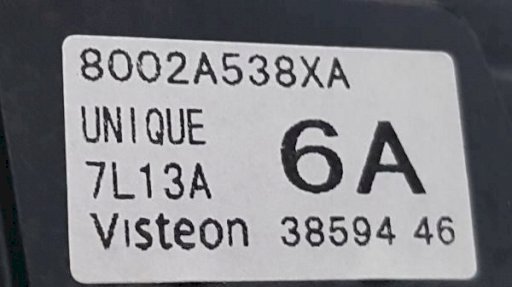 8002A538XA
UNIQUE
6A
7L13A
Visteon 38594 46